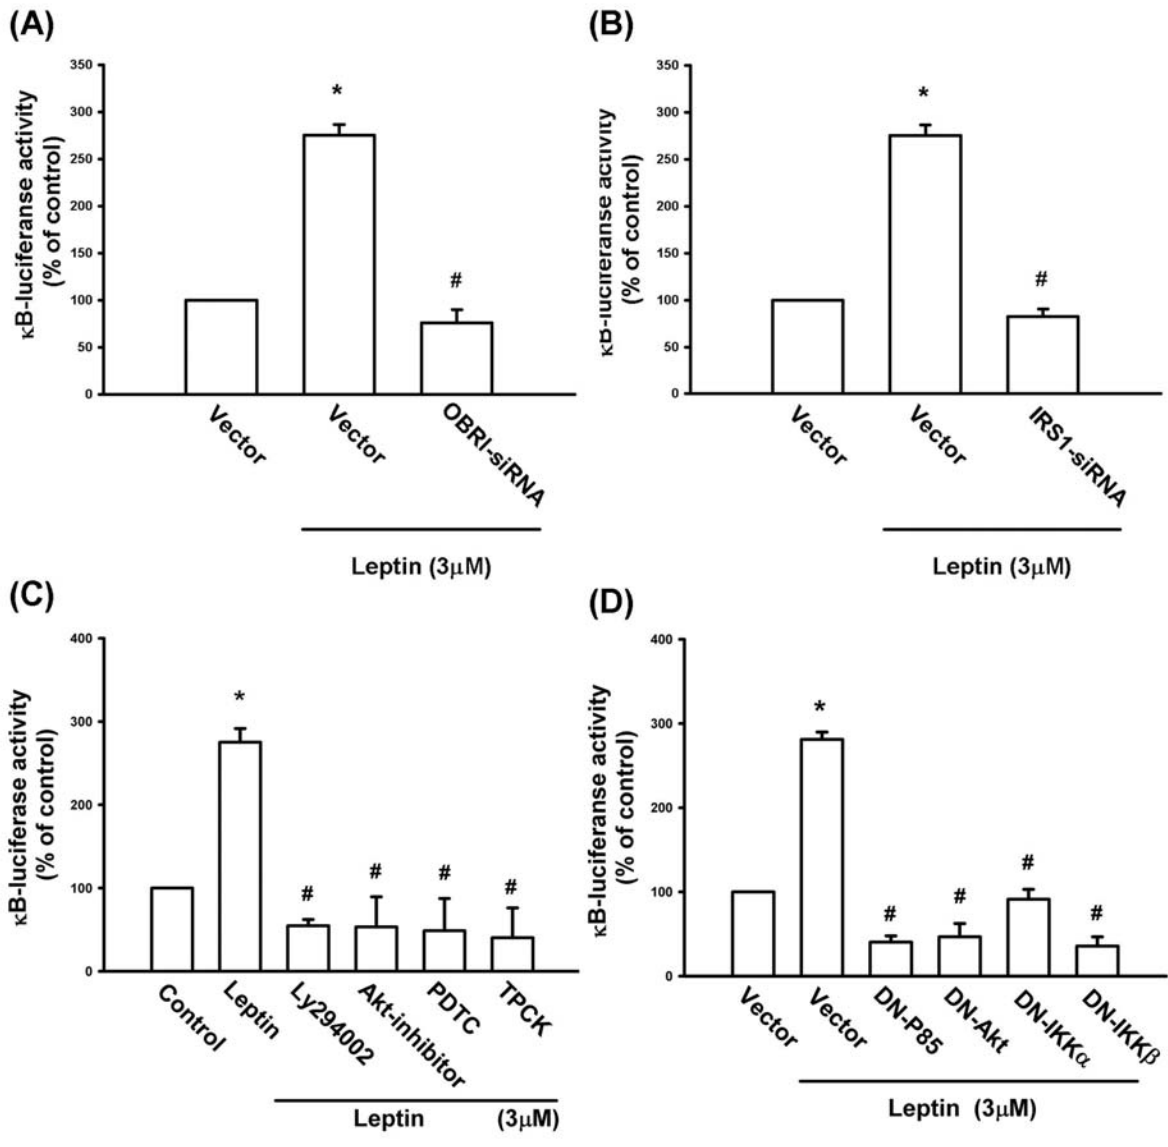 (A)
κB-luciferanse activity
(% of control)
350
300
250
200
150
100
50
0
*
#
Vector
Vector
OBRI-siRNA
Leptin (3μM)
(B)
κB-luciferanse activity
(% of control)
350
300
250
200
150
100
50
0
*
#
Vector
Vector
IRS1-siRNA
Leptin (3μM)
(C)
κB-luciferase activity
(% of control)
400
300
200
100
0
*
#
#
#
#
Control
Leptin
Ly294002
Akt-inhibitor
PDTC
TPCK
Leptin (3μM)
(D)
κB-luciferanse activity
(% of control)
400
300
200
100
0
*
#
#
#
#
Vector
Vector
DN-P85
DN-Akt
DN-IKKα
DN-IKKβ
Leptin (3μM)